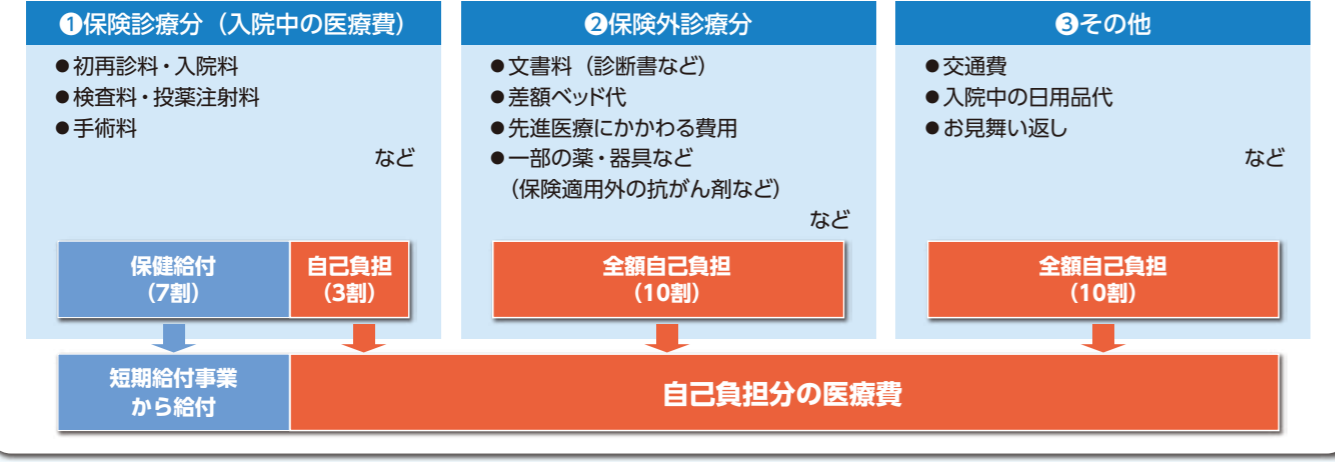 ❶保険診療分（入院中の医療費）
●初再診料・入院料
●検査料・投薬注射料
●手術料
など
保健給付
（7割）
自己負担
（3割）
❷保険外診療分
●文書料（診断書など）
●差額ベッド代
●先進医療にかかわる費用
●一部の薬・器具など
（保険適用外の抗がん剤など）
など
全額自己負担
（10割）
❸その他
●交通費
●入院中の日用品代
●お見舞い返し
など
全額自己負担
（10割）
短期給付事業
から給付
自己負担分の医療費